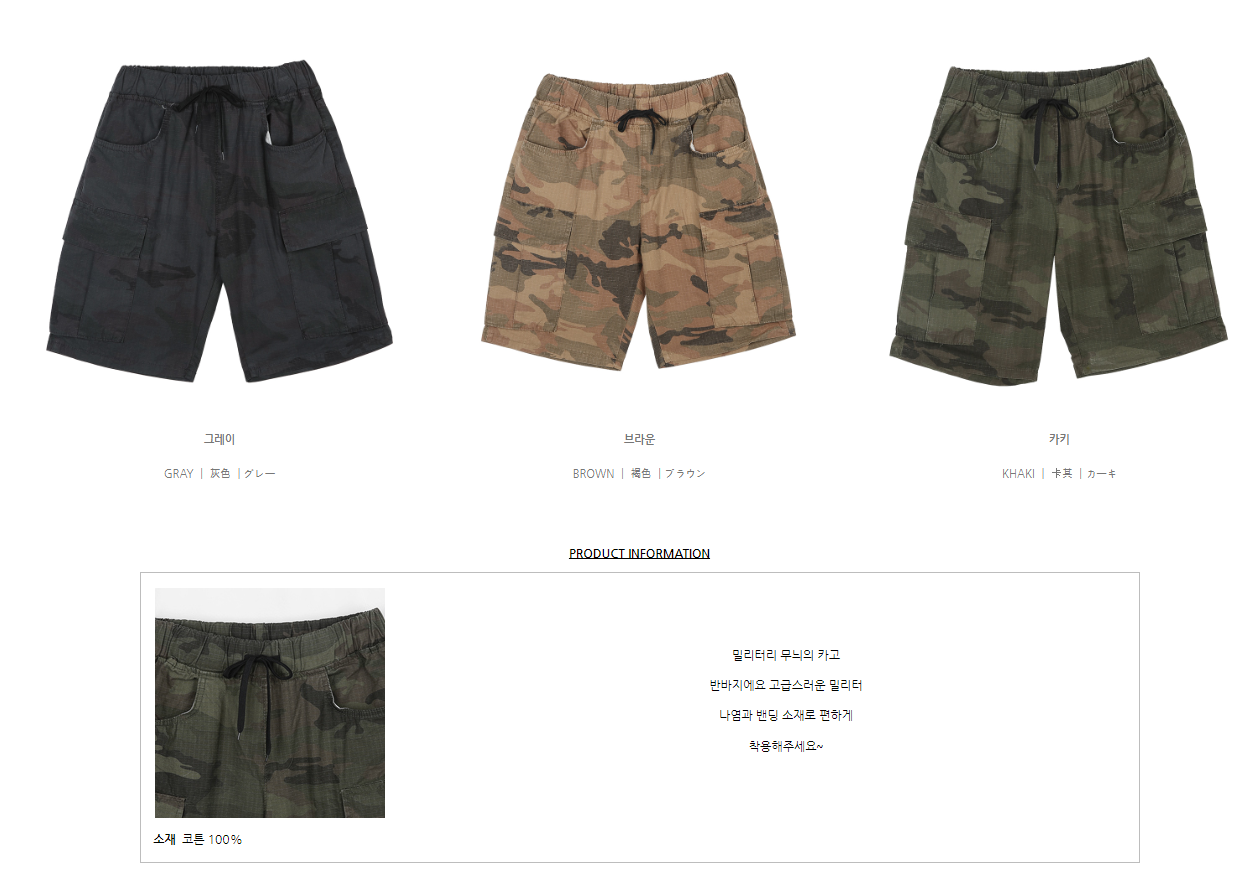 그레이
브라운
카키
GRAY | 灰色 | グレー
BROWN | 褐色 | ブラウン
KHAKI | 卡其 | カーキ
PRODUCT INFORMATION
밀리터리 무늬의 카고
반바지에요 고급스러운 밀리터
나염과 밴딩 소재로 편하게
착용해주세요~
소재 코튼 100%